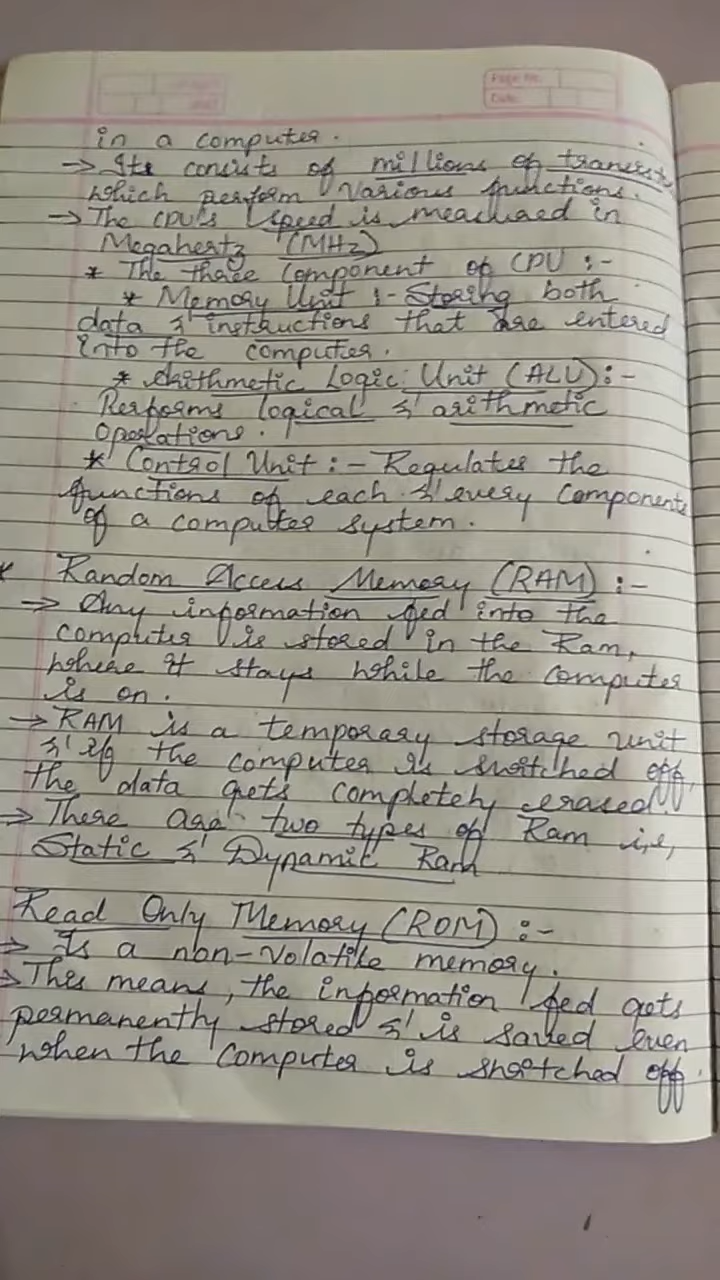 Page No.
Date:
in a computer.
→ Its consists of millions of transist
which perform various functions.
→ The CPU's speed is meacuaed in
Megahertz (MHz)
* The three Component of CPU :-
* Memory Unit :- Storing both
data & instructions that are entered
into the computer.
* Arithmetic Logic Unit (ALU) :-
Performs logical & arithmetic
Operations.
* Control Unit :- Regulates the
functions of each & every Components
of a computer system.
* Random Access Memory (RAM) :-
→ Any information fed into the
computer is stored in the Ram,
where it stays while the Computer
is on.
→ RAM is a temporary storage unit
& if the computer is switched off,
the data gets completely erased.
→ There are two types of Ram i,e,
Static & Dynamic Ram
Read Only Memory (ROM) :-
→ Is a non-volatile memory.
→ This means, the information fed gets
permanently stored & is saved even
when the Computer is switched off.